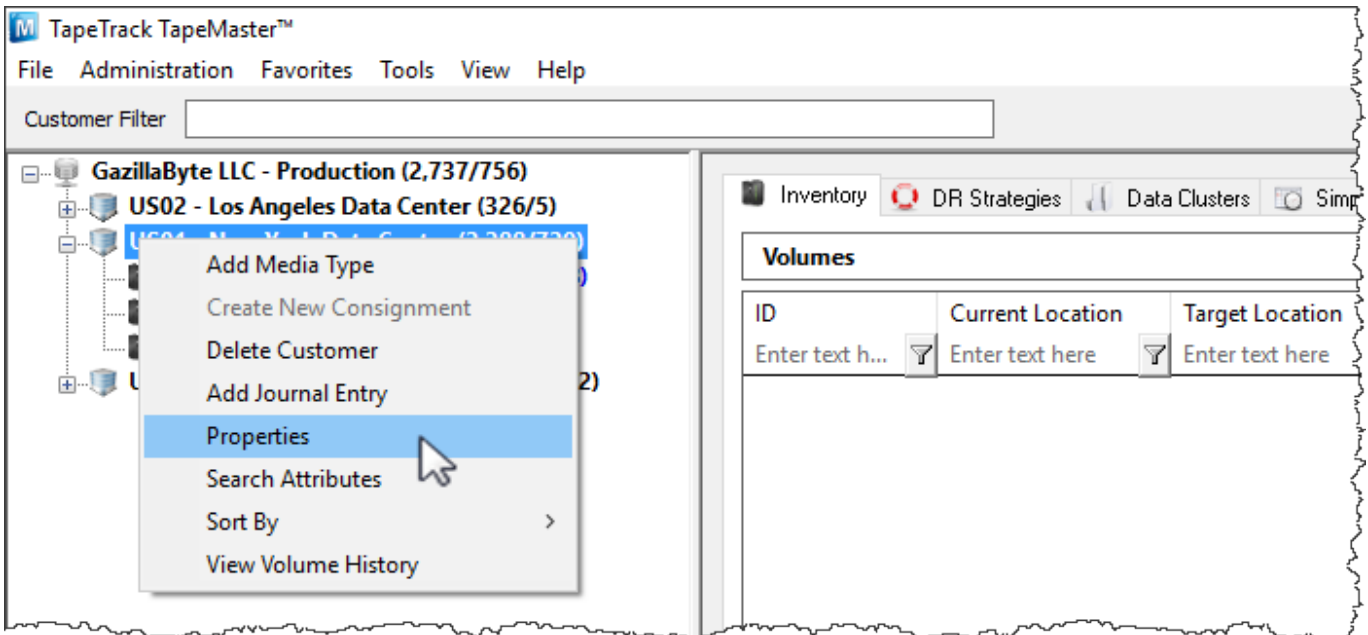 TapeTrack TapeMaster™
File Administration Favorites Tools View Help
Customer Filter
GazillaByte LLC - Production (2,737/756)
US02 - Los Angeles Data Center (326/5)
Add Media Type
Create New Consignment
Delete Customer
Add Journal Entry
Properties
Search Attributes
Sort By
View Volume History
2)
Inventory DR Strategies Data Clusters
Volumes
ID Current Location Target Location
Enter text h... Enter text here Enter text here